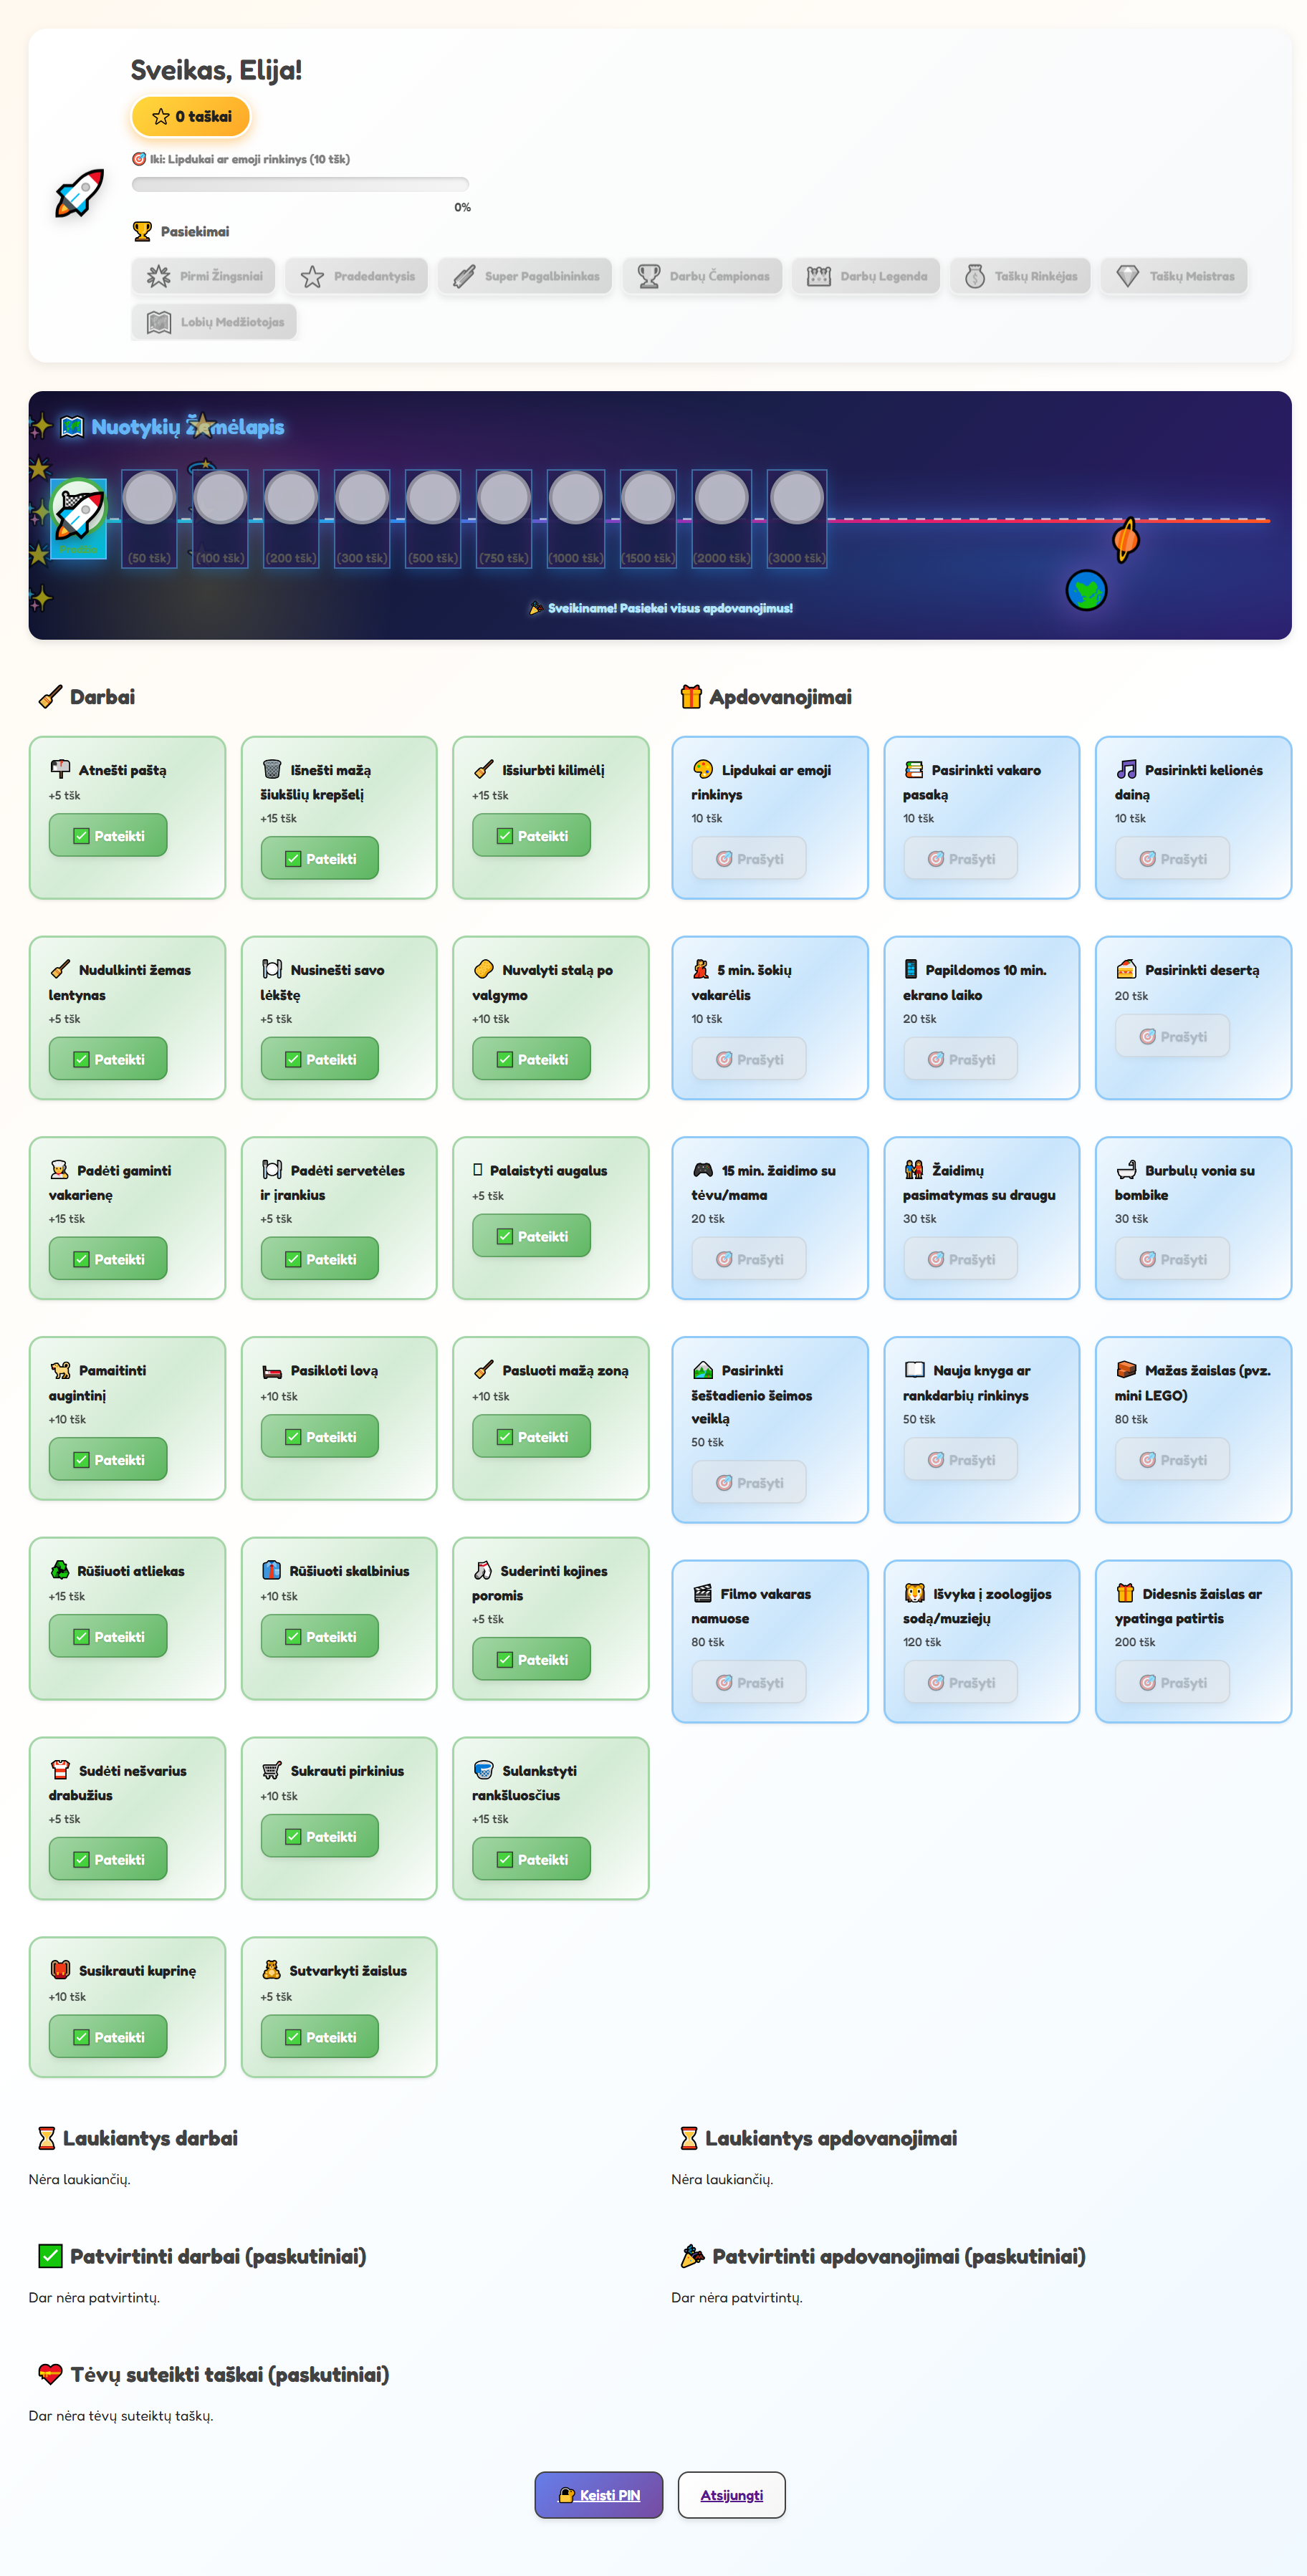 Sveikas, Elija!
0 taškai
Iki: Lipdukai ar emoji rinkinys (10 tšk)
0%
Pasiekimai
Pirmi Žingsniai
Pradedantysis
Super Pagalbininkas
Darbų Čempionas
Darbų Legenda
Taškų Rinkėjas
Taškų Meistras
Lobių Medžiotojas
Nuotykių Žemėlapis
(50 tšk)
(100 tšk)
(200 tšk)
(300 tšk)
(500 tšk)
(750 tšk)
(1000 tšk)
(1500 tšk)
(2000 tšk)
(3000 tšk)
Sveikiname! Pasiekei visus apdovanojimus!
Darbai
Atnešti paštą
+5 tšk
Pateikti
Išnešti mažą
šiukšlių krepšelį
+15 tšk
Pateikti
Išsiurbti kilimėlį
+15 tšk
Pateikti
Nudulkinti žemas
lentynas
+5 tšk
Pateikti
Nusinešti savo
lėkštę
+5 tšk
Pateikti
Nuvalyti stalą po
valgymo
+10 tšk
Pateikti
Padėti gaminti
vakarienę
+15 tšk
Pateikti
Padėti servetėles
ir įrankius
+5 tšk
Pateikti
Palaistyti augalus
+5 tšk
Pateikti
Pamaitinti
augintinį
+10 tšk
Pateikti
Pasikloti lovą
+10 tšk
Pateikti
Pasluoti mažą zoną
+10 tšk
Pateikti
Rūšiuoti atliekas
+15 tšk
Pateikti
Rūšiuoti skalbinius
+10 tšk
Pateikti
Suderinti kojines
poromis
+5 tšk
Pateikti
Sudėti nešvarius
drabužius
+5 tšk
Pateikti
Sukrauti pirkinius
+10 tšk
Pateikti
Sulankstyti
rankšluosčius
+15 tšk
Pateikti
Susikrauti kuprinę
+10 tšk
Pateikti
Sutvarkyti žaislus
+5 tšk
Pateikti
Apdovanojimai
Lipdukai ar emoji
rinkinys
10 tšk
Prašyti
Pasirinkti vakaro
pasaką
10 tšk
Prašyti
Pasirinkti kelionės
dainą
10 tšk
Prašyti
5 min. šokių
vakarėlis
10 tšk
Prašyti
Papildomos 10 min.
ekrano laiko
20 tšk
Prašyti
Pasirinkti desertą
20 tšk
Prašyti
15 min. žaidimo su
tėvu/mama
20 tšk
Prašyti
Žaidimų
pasimatymas su draugu
30 tšk
Prašyti
Burbulų vonia su
bombike
30 tšk
Prašyti
Pasirinkti
šeštadienio šeimos
veiklą
50 tšk
Prašyti
Nauja knyga ar
rankdarbių rinkinys
50 tšk
Prašyti
Mažas žaislas (pvz.
mini LEGO)
80 tšk
Prašyti
Filmo vakaras
namuose
80 tšk
Prašyti
Išvyka į zoologijos
sodą/muziejų
120 tšk
Prašyti
Didesnis žaislas ar
ypatinga patirtis
200 tšk
Prašyti
Laukiantys darbai
Nėra laukiančių.
Laukiantys apdovanojimai
Nėra laukiančių.
Patvirtinti darbai (paskutiniai)
Dar nėra patvirtintų.
Patvirtinti apdovanojimai (paskutiniai)
Dar nėra patvirtintų.
Tėvų suteikti taškai (paskutiniai)
Dar nėra tėvų suteiktų taškų.
Keisti PIN
Atsijungti